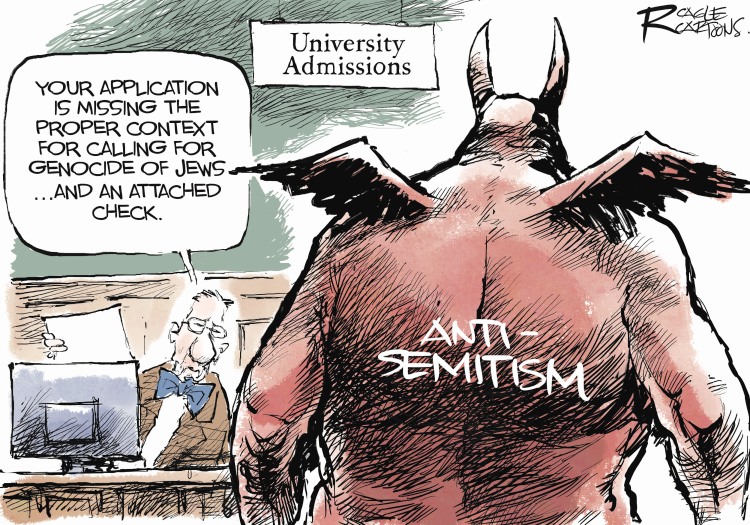 R CAGLE
CARTOONS.
University
Admissions
YOUR APPLICATION
IS MISSING THE
PROPER CONTEXT
FOR CALLING FOR
GENOCIDE OF JEWS
...AND AN ATTACHED
CHECK.
ANTI-
SEMITISM